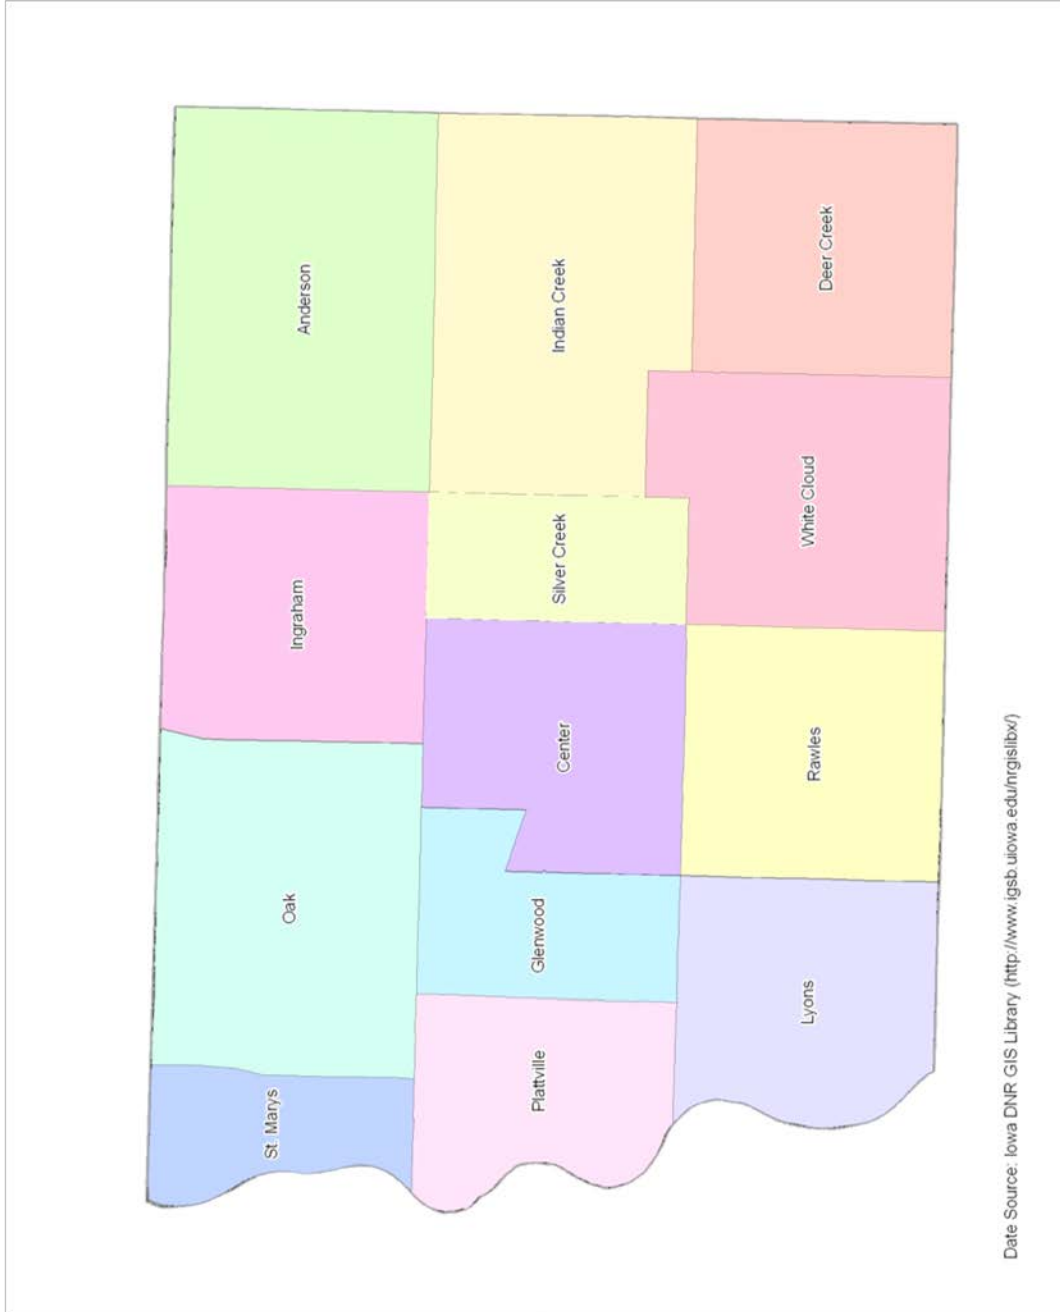 St. Marys
Oak
Ingraham
Anderson
Plattville
Glenwood
Center
Silver Creek
Indian Creek
Lyons
Rawles
White Cloud
Deer Creek
Date Source: Iowa DNR GIS Library (http://www.igsb.uiowa.edu/nrgislibx/)